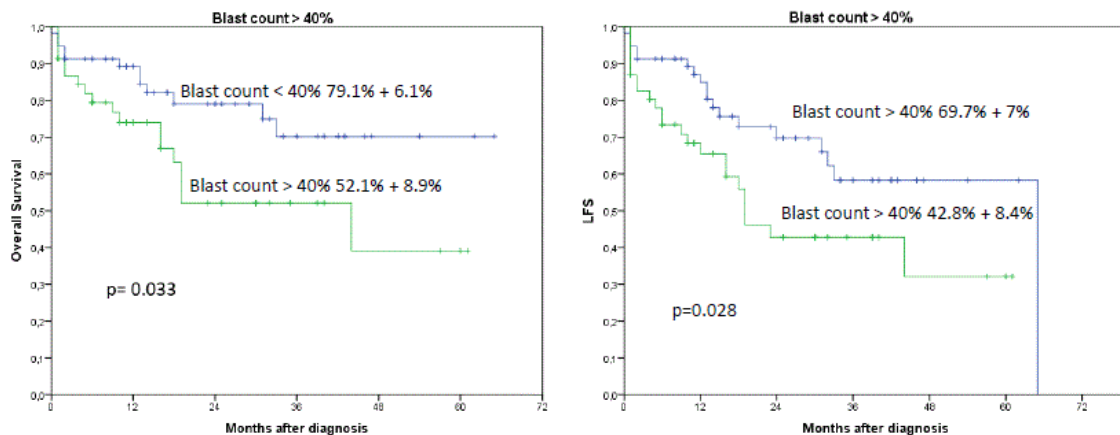 Blast count > 40%
1,0
0,9
0,8
0,7
0,6
0,5
0,4
0,3
0,2
0,1
0,0
Overall Survival
Blast count < 40% 79.1% + 6.1%
Blast count > 40% 52.1% + 8.9%
p= 0.033
0 12 24 36 48 60 72
Months after diagnosis
Blast count > 40%
1,0
0,9
0,8
0,7
0,6
0,5
0,4
0,3
0,2
0,1
0,0
LFS
Blast count > 40% 69.7% + 7%
Blast count > 40% 42.8% + 8.4%
p=0.028
0 12 24 36 48 60 72
Months after diagnosis